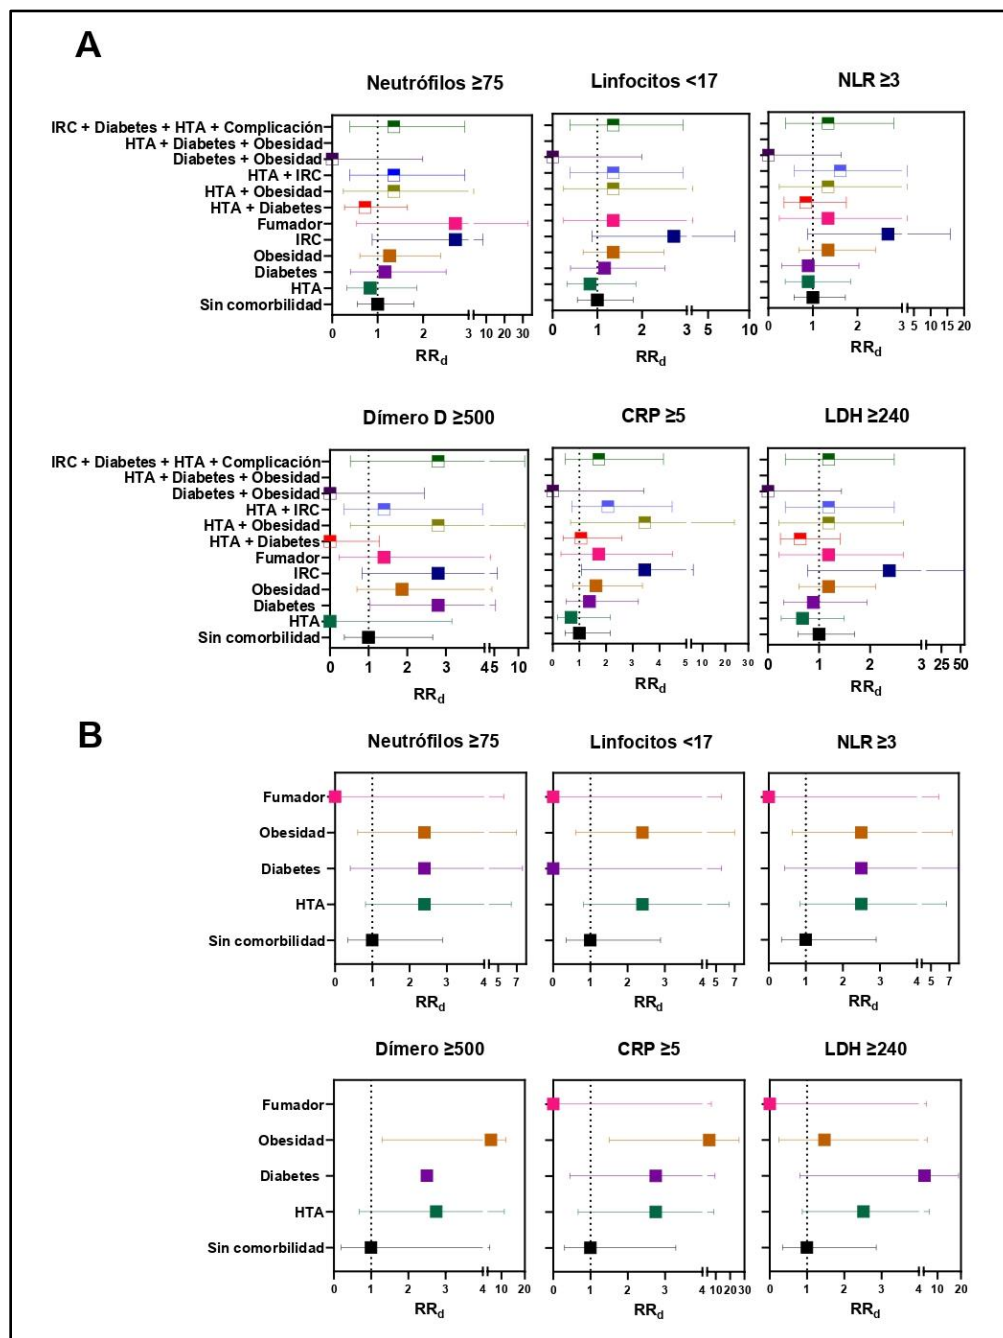 A
Neutrófilos ≥75
Linfocitos <17
NLR ≥3
IRC + Diabetes + HTA + Complicación
HTA + Diabetes + Obesidad
Diabetes + Obesidad
HTA + IRC
HTA + Obesidad
HTA + Diabetes
Fumador
IRC
Obesidad
Diabetes
HTA
Sin comorbilidad
0 1 2 3 10 20 30
0 1 2 3 5 10
0 1 2 3 5 10 15 20
RRd
RRd
RRd
Dímero D ≥500
CRP ≥5
LDH ≥240
IRC + Diabetes + HTA + Complicación
HTA + Diabetes + Obesidad
Diabetes + Obesidad
HTA + IRC
HTA + Obesidad
HTA + Diabetes
Fumador
IRC
Obesidad
Diabetes
HTA
Sin comorbilidad
0 1 2 3 4 5 10
0 1 2 3 4 5 10 20 30
0 1 2 3 25 50
RRd
RRd
RRd
B
Neutrófilos ≥75
Linfocitos <17
NLR ≥3
Fumador
Obesidad
Diabetes
HTA
Sin comorbilidad
0 1 2 3 4 5 7
0 1 2 3 4 5 7
0 1 2 3 4 5 7
RRd
RRd
RRd
Dímero ≥500
CRP ≥5
LDH ≥240
Fumador
Obesidad
Diabetes
HTA
Sin comorbilidad
0 1 2 3 4 10 20
0 1 2 3 4 10 20 30
0 1 2 3 4 10 20
RRd
RRd
RRd